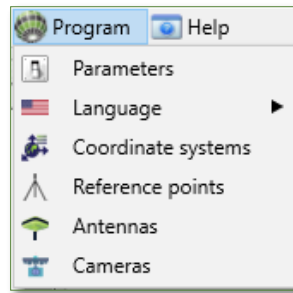 Program Help
Parameters
Language
Coordinate systems
Reference points
Antennas
Cameras